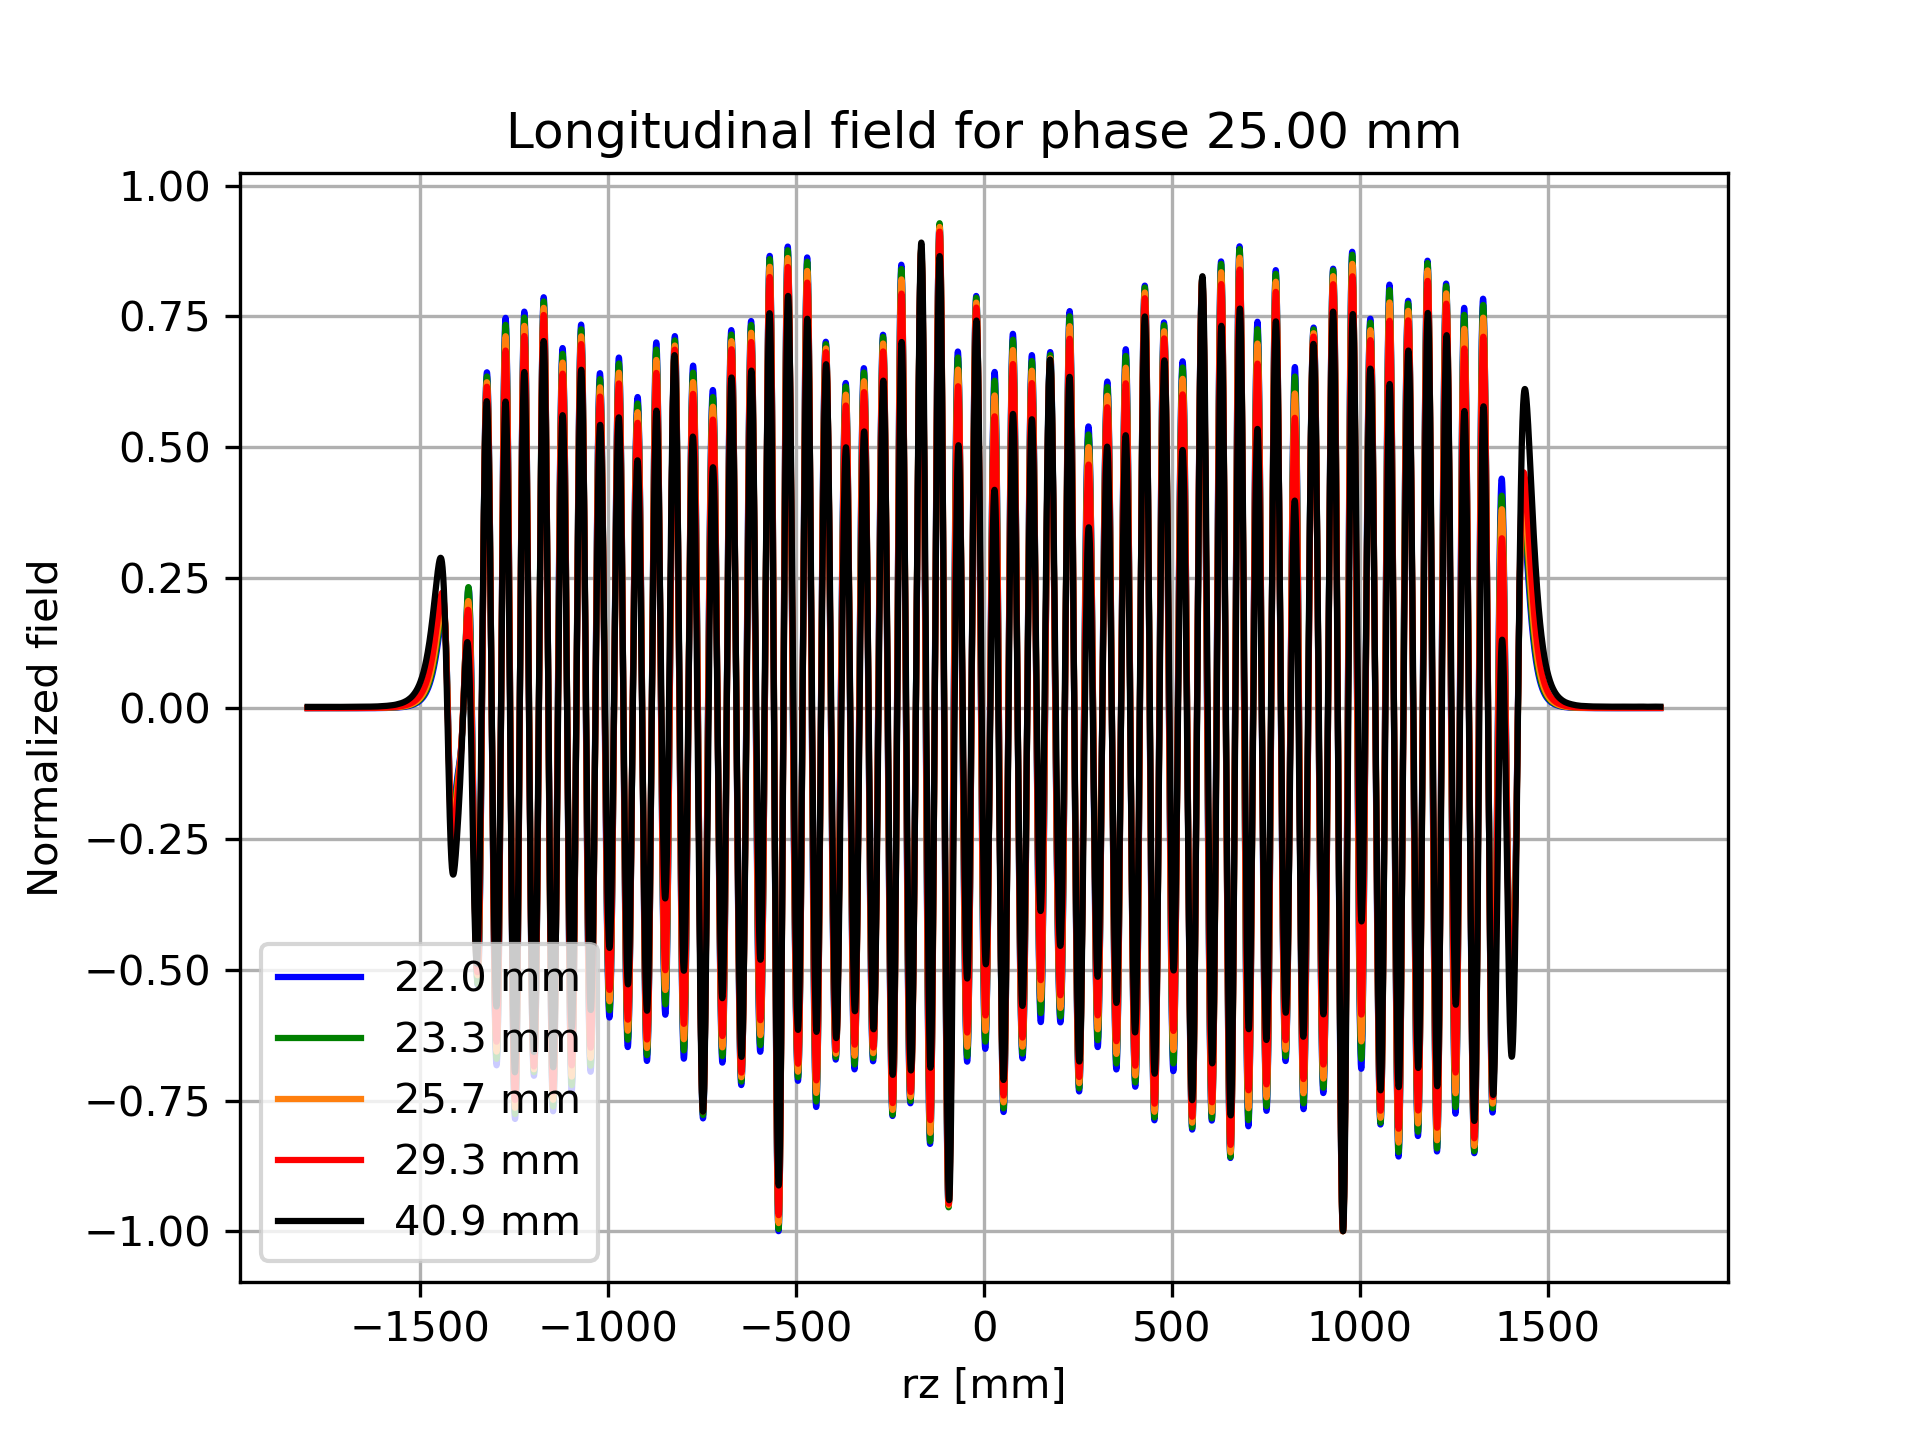 Longitudinal field for phase 25.00 mm
Normalized field
1.00
0.75
0.50
0.25
0.00
−0.25
−0.50
−0.75
−1.00
22.0 mm
23.3 mm
25.7 mm
29.3 mm
40.9 mm
−1500 −1000 −500 0 500 1000 1500
rz [mm]